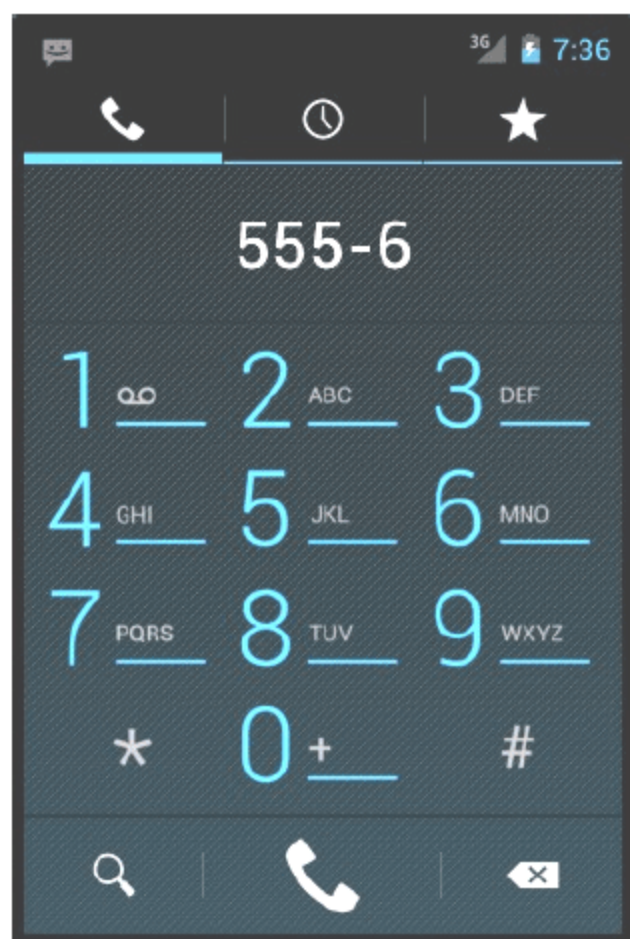 3G 7:36
555-6
1 2 ABC 3 DEF
4 GHI 5 JKL 6 MNO
7 PQRS 8 TUV 9 WXYZ
* 0 + #